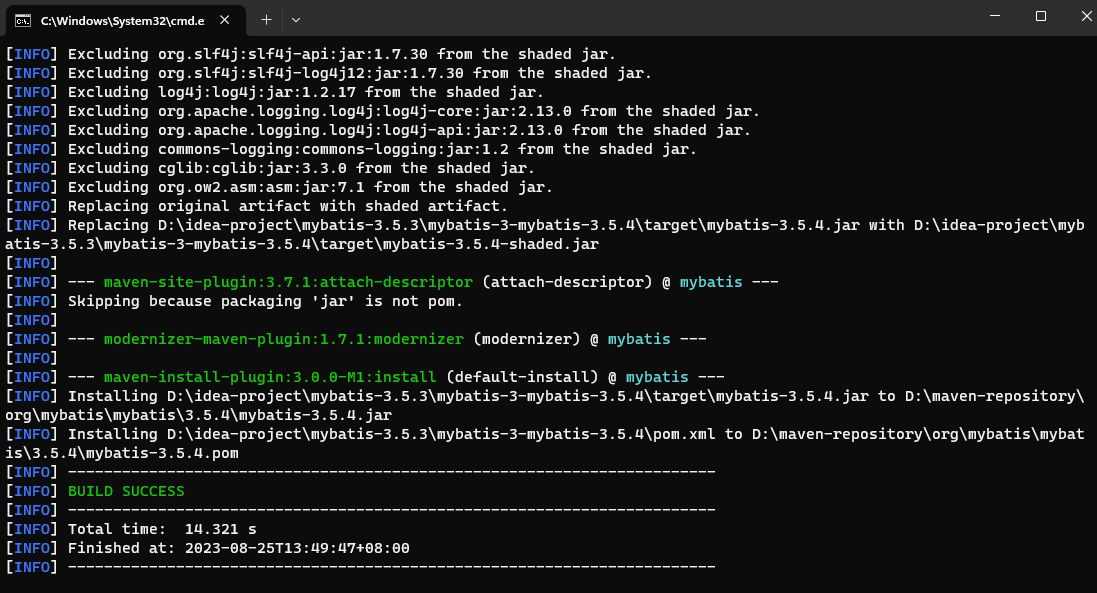 C:\Windows\System32\cmd.e
[INFO] Excluding org.slf4j:slf4j-api:jar:1.7.30 from the shaded jar.
[INFO] Excluding org.slf4j:slf4j-log4j12:jar:1.7.30 from the shaded jar.
[INFO] Excluding log4j:log4j:jar:1.2.17 from the shaded jar.
[INFO] Excluding org.apache.logging.log4j:log4j-core:jar:2.13.0 from the shaded jar.
[INFO] Excluding org.apache.logging.log4j:log4j-api:jar:2.13.0 from the shaded jar.
[INFO] Excluding commons-logging:commons-logging:jar:1.2 from the shaded jar.
[INFO] Excluding cglib:cglib:jar:3.3.0 from the shaded jar.
[INFO] Excluding org.ow2.asm:asm:jar:7.1 from the shaded jar.
[INFO] Replacing original artifact with shaded artifact.
[INFO] Replacing D:\idea-project\mybatis-3.5.3\mybatis-3-mybatis-3.5.4\target\mybatis-3.5.4.jar with D:\idea-project\myb
atis-3.5.3\mybatis-3-mybatis-3.5.4\target\mybatis-3.5.4-shaded.jar
[INFO]
[INFO] --- maven-site-plugin:3.7.1:attach-descriptor (attach-descriptor) @ mybatis ---
[INFO] Skipping because packaging 'jar' is not pom.
[INFO]
[INFO] --- modernizer-maven-plugin:1.7.1:modernizer (modernizer) @ mybatis ---
[INFO]
[INFO] --- maven-install-plugin:3.0.0-M1:install (default-install) @ mybatis ---
[INFO] Installing D:\idea-project\mybatis-3.5.3\mybatis-3-mybatis-3.5.4\target\mybatis-3.5.4.jar to D:\maven-repository\
org\mybatis\mybatis\3.5.4\mybatis-3.5.4.jar
[INFO] Installing D:\idea-project\mybatis-3.5.3\mybatis-3-mybatis-3.5.4\pom.xml to D:\maven-repository\org\mybatis\mybat
is\3.5.4\mybatis-3.5.4.pom
[INFO] ------------------------------------------------------------------------
[INFO] BUILD SUCCESS
[INFO] ------------------------------------------------------------------------
[INFO] Total time:  14.321 s
[INFO] Finished at: 2023-08-25T13:49:47+08:00
[INFO] ------------------------------------------------------------------------